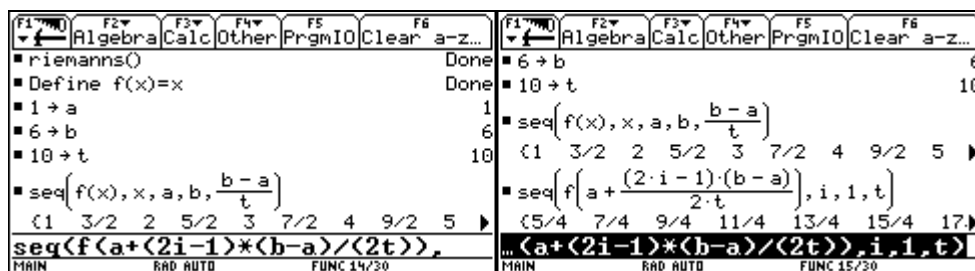 F1 F2 F3 F4 F5 F6
Algebra Calc Other PrgmIO Clear a-z…
riemanns() Done
Define f(x)=x Done
1 → a 1
6 → b 6
10 → t 10
seq(f(x), x, a, b, (b - a)/t)
{1 3/2 2 5/2 3 7/2 4 9/2 5 ▶
seq(f(a+(2i-1)*(b-a)/(2t)),
MAIN RAD AUTO FUNC 14/30
F1 F2 F3 F4 F5 F6
Algebra Calc Other PrgmIO Clear a-z…
6 → b 6
10 → t 10
seq(f(x), x, a, b, (b - a)/t)
{1 3/2 2 5/2 3 7/2 4 9/2 5 ▶
seq(f(a + (2·i - 1)·(b - a)/(2·t)), i, 1, t)
{5/4 7/4 9/4 11/4 13/4 15/4 17▶
…(a+(2i-1)*(b-a)/(2t)),i,1,t)
MAIN RAD AUTO FUNC 15/30